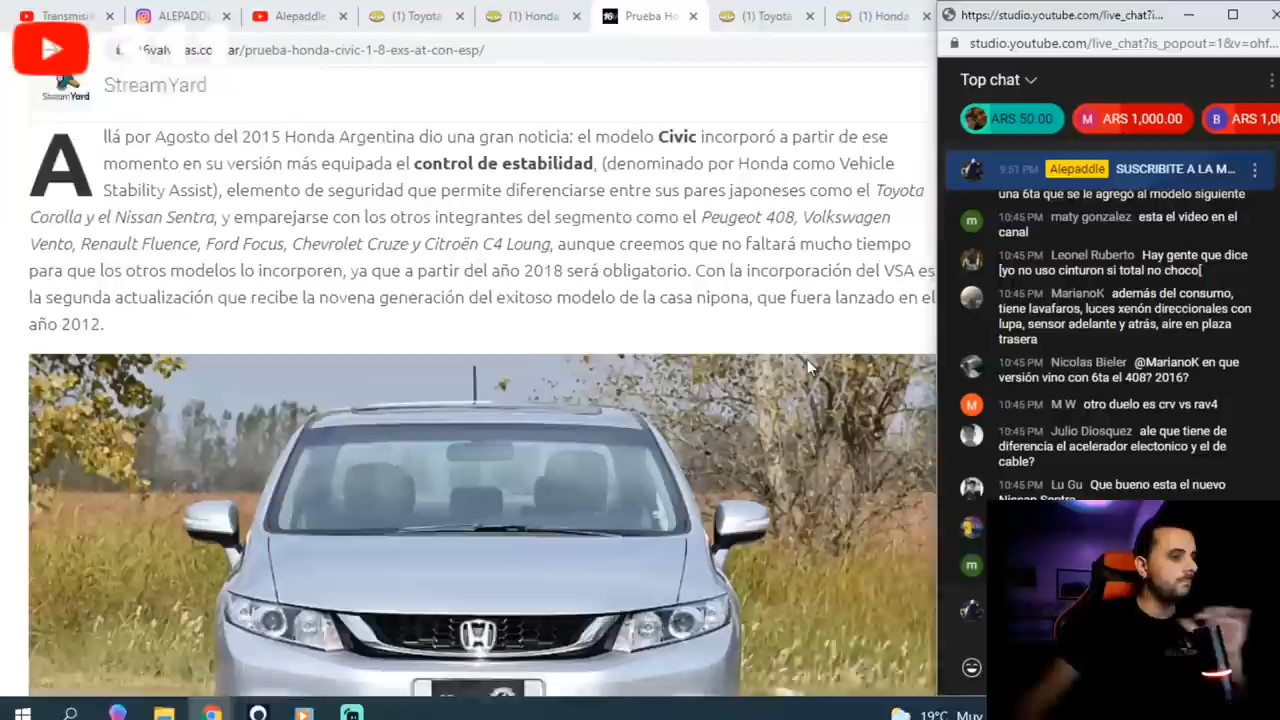 Transmis
ALEPADDL
Alepaddle
(1) Toyota
(1) Honda
Prueba Ho
(1) Toyota
(1) Honda
https://studio.youtube.com/live_chat?i...
ar/prueba-honda-civic-1-8-exs-at-con-esp/
studio.youtube.com/live_chat?is_popout=1&v=ohf...
StreamYard
StreamYard
Allá por Agosto del 2015 Honda Argentina dio una gran noticia: el modelo Civic incorporó a partir de ese
momento en su versión más equipada el control de estabilidad, (denominado por Honda como Vehicle
Stability Assist), elemento de seguridad que permite diferenciarse entre sus pares japoneses como el Toyota
Corolla y el Nissan Sentra, y emparejarse con los otros integrantes del segmento como el Peugeot 408, Volkswagen
Vento, Renault Fluence, Ford Focus, Chevrolet Cruze y Citroën C4 Loung, aunque creemos que no faltará mucho tiempo
para que los otros modelos lo incorporen, ya que a partir del año 2018 será obligatorio. Con la incorporación del VSA es
la segunda actualización que recibe la novena generación del exitoso modelo de la casa nipona, que fuera lanzado en el
año 2012.
Top chat
ARS 50.00
M ARS 1,000.00
B ARS 1,00
9:51 PM Alepaddle SUSCRIBITE A LA M...
una 6ta que se le agregó al modelo siguiente
m 10:45 PM maty gonzalez esta el video en el
canal
10:45 PM Leonel Ruberto Hay gente que dice
[yo no uso cinturon si total no choco[
10:45 PM MarianoK además del consumo,
tiene lavafaros, luces xenón direccionales con
lupa, sensor adelante y atrás, aire en plaza
trasera
10:45 PM Nicolas Bieler @MarianoK en que
versión vino con 6ta el 408? 2016?
M 10:45 PM M W otro duelo es crv vs rav4
10:45 PM Julio Diosquez ale que tiene de
diferencía el acelerador electonico y el de
cable?
10:45 PM Lu Gu Que bueno esta el nuevo
Nissan Sentra
m
19°C Muy